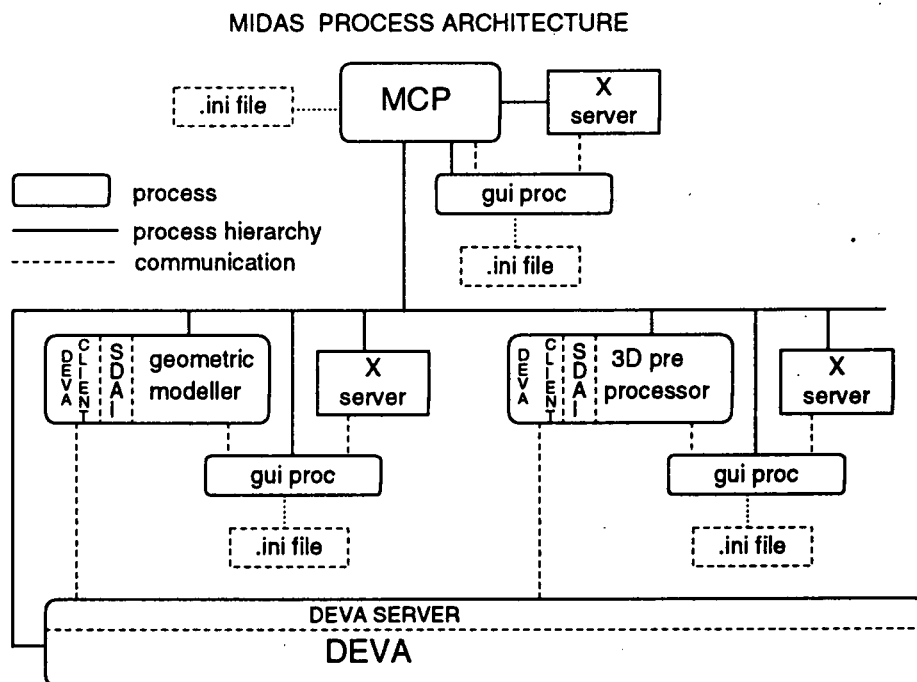 MIDAS PROCESS ARCHITECTURE
.ini file
MCP
X
server
gui proc
.ini file
process
process hierarchy
communication
DEVA
CLIENT
SDAI
geometric
modeller
X
server
gui proc
.ini file
DEVA
CLIENT
SDAI
3D pre
processor
X
server
gui proc
.ini file
DEVA SERVER
DEVA